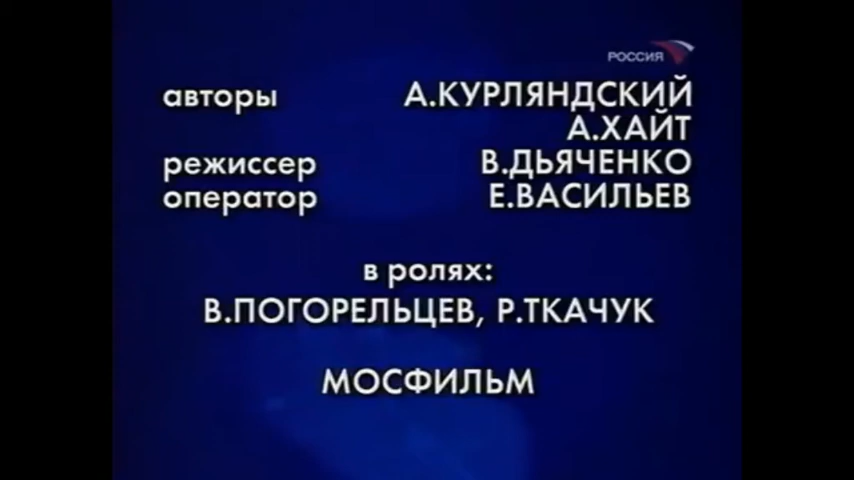 РОССИЯ
авторы А.КУРЛЯНДСКИЙ
А.ХАЙТ
режиссер В.ДЬЯЧЕНКО
оператор Е.ВАСИЛЬЕВ
в ролях:
В.ПОГОРЕЛЬЦЕВ, Р.ТКАЧУК
МОСФИЛЬМ